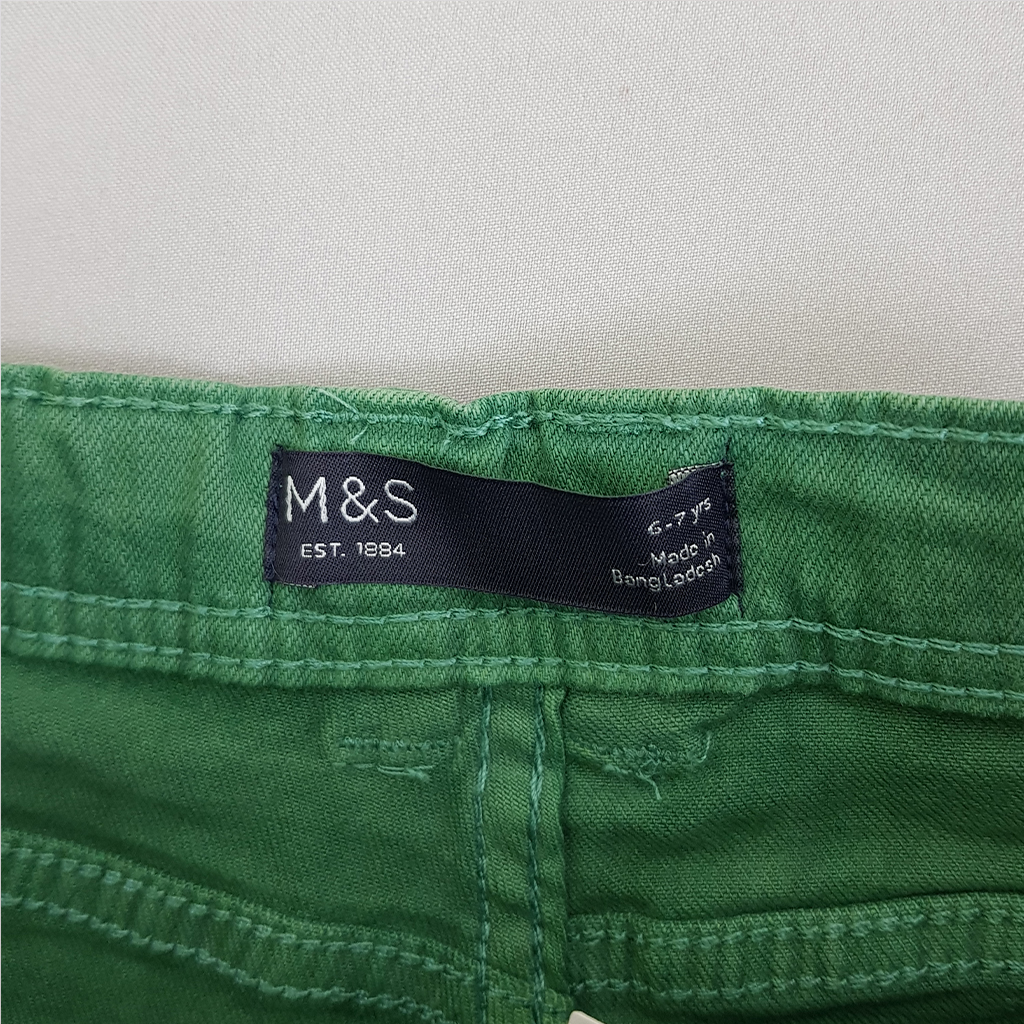 M&S
EST. 1884
6-7 yrs
Made in
Bangladesh